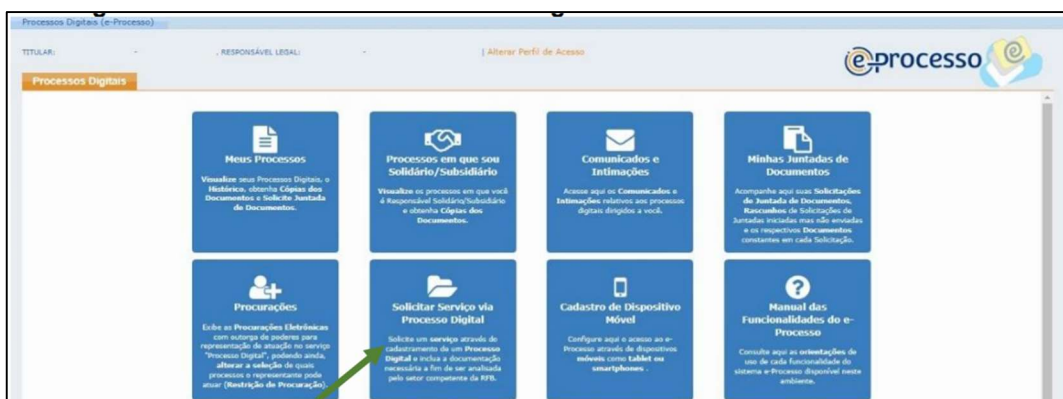 Processos Digitais (e-Processo)
TITULAR: - , RESPONSÁVEL LEGAL: - | Alterar Perfil de Acesso
e-processo
Processos Digitais
Meus Processos
Visualize seus Processos Digitais, o
Histórico, obtenha Cópias dos
Documentos e Solicite Juntada
de Documentos.
Processos em que sou
Solidário/Subsidiário
Visualize os processos em que você
é Responsável Solidário/Subsidiário
e obtenha Cópias dos
Documentos.
Comunicados e
Intimações
Acesse aqui os Comunicados e
Intimações relativos aos processos
digitais dirigidos a você.
Minhas Juntadas de
Documentos
Acompanhe aqui suas Solicitações
de Juntada de Documentos,
Rascunhos de Solicitações de
Juntadas iniciadas mas não enviadas
e os respectivos Documentos
constantes em cada Solicitação.
Procurações
Exibe as Procurações Eletrônicas
com outorga de poderes para
representação de atuação no serviço
"Processo Digital", podendo ainda,
alterar a seleção de quais
processos o representante pode
atuar (Restrição de Procuração).
Solicitar Serviço via
Processo Digital
Solicite um serviço através do
cadastramento de um Processo
Digital e inclua a documentação
necessária a fim de ser analisada
pelo setor competente da RFB.
Cadastro de Dispositivo
Móvel
Configure aqui o acesso ao e-
Processo através de dispositivos
móveis como tablet ou
smartphones .
Manual das
Funcionalidades do e-
Processo
Consulte aqui as orientações de
uso de cada funcionalidade do
sistema e-Processo disponível neste
ambiente.